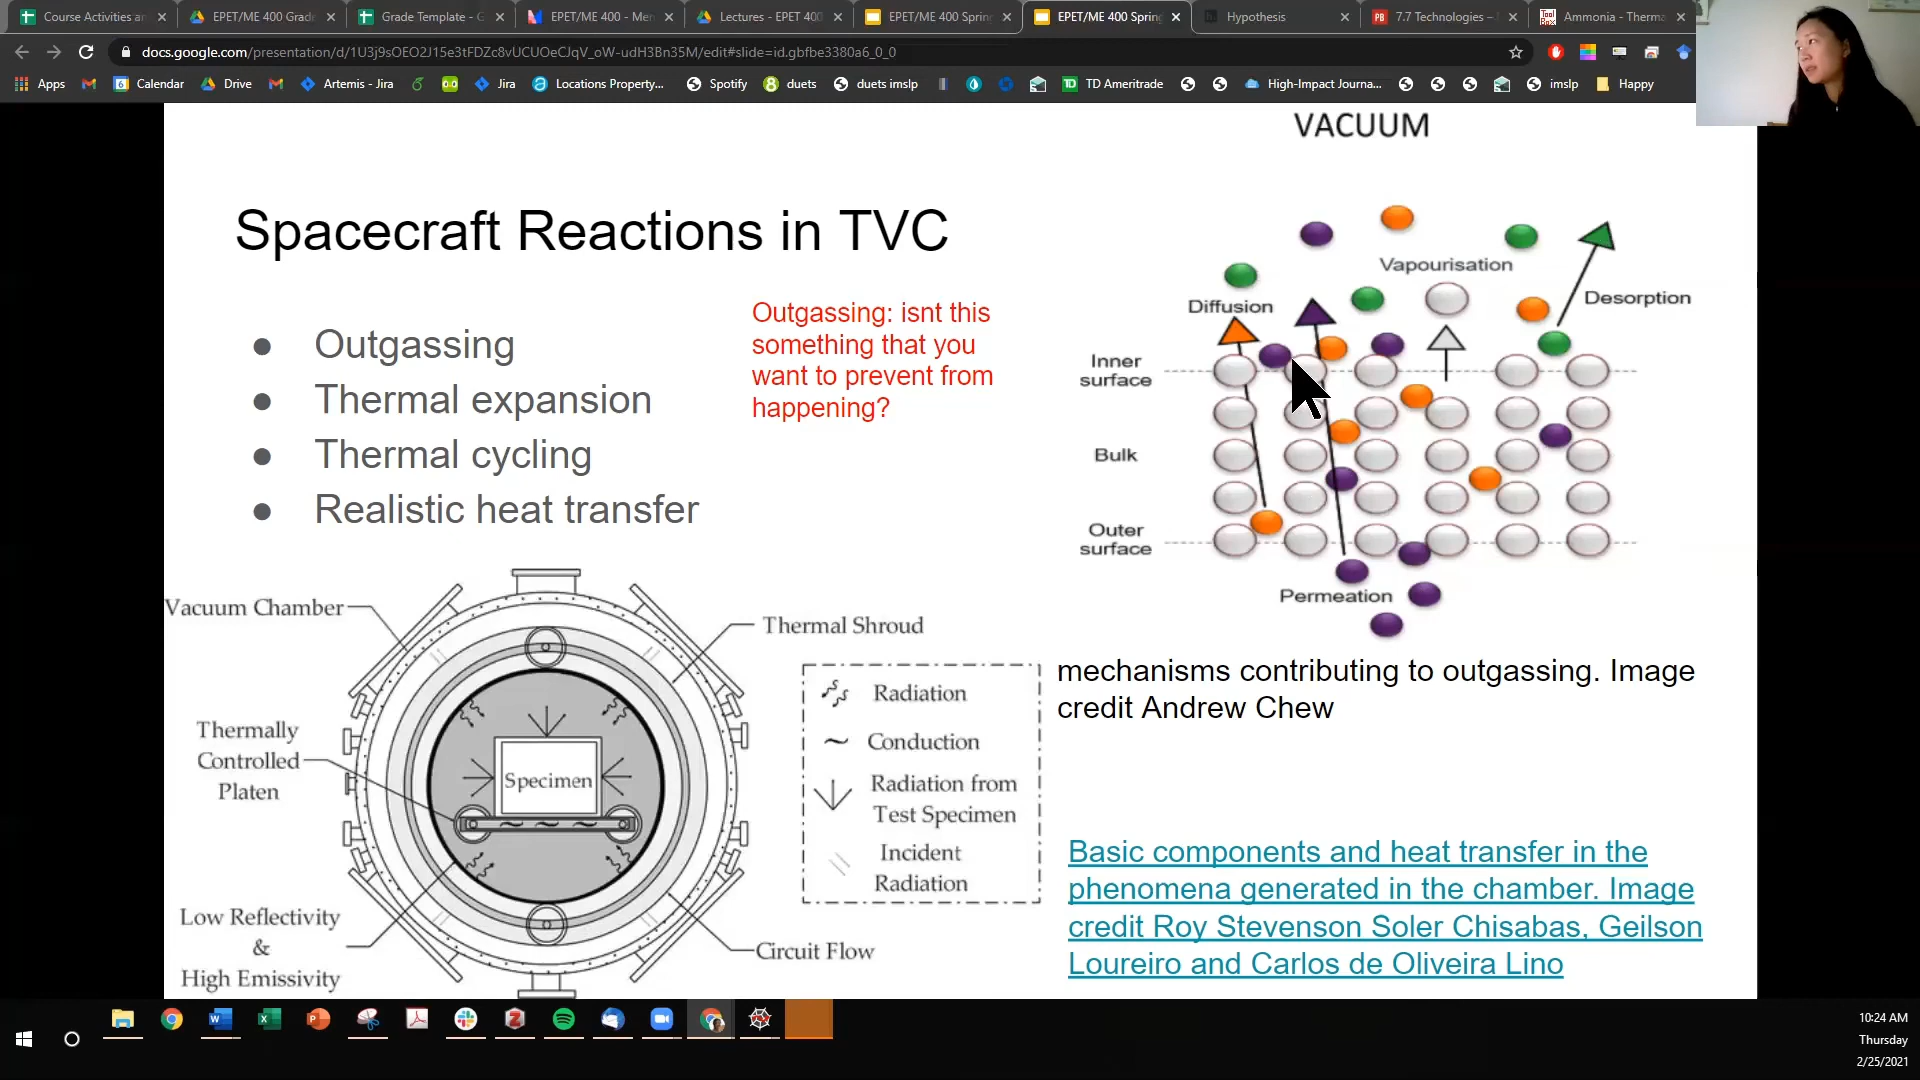 Course Activities an
EPET/ME 400 Gradi
Grade Template - G
EPET/ME 400 - Mem
Lectures - EPET 400
EPET/ME 400 Spring
EPET/ME 400 Spring
Hypothesis
7.7 Technologies –
Ammonia - Therma
docs.google.com/presentation/d/1U3j9sOEO2J15e3tFDZc8vUCUOeCJqV_oW-udH3Bn35M/edit#slide=id.gbfbe3380a6_0_0
Apps
Calendar
Drive
Artemis - Jira
Jira
Locations Property...
Spotify
duets
duets imslp
TD Ameritrade
High-Impact Journa...
imslp
Happy
VACUUM
Spacecraft Reactions in TVC
● Outgassing
● Thermal expansion
● Thermal cycling
● Realistic heat transfer
Outgassing: isnt this
something that you
want to prevent from
happening?
Vapourisation
Diffusion
Desorption
Inner
surface
Bulk
Outer
surface
Permeation
mechanisms contributing to outgassing. Image
credit Andrew Chew
Vacuum Chamber
Thermal Shroud
Thermally
Controlled
Platen
Specimen
Low Reflectivity
&
High Emissivity
Circuit Flow
Radiation
Conduction
Radiation from
Test Specimen
Incident
Radiation
Basic components and heat transfer in the
phenomena generated in the chamber. Image
credit Roy Stevenson Soler Chisabas, Geilson
Loureiro and Carlos de Oliveira Lino
10:24 AM
Thursday
2/25/2021